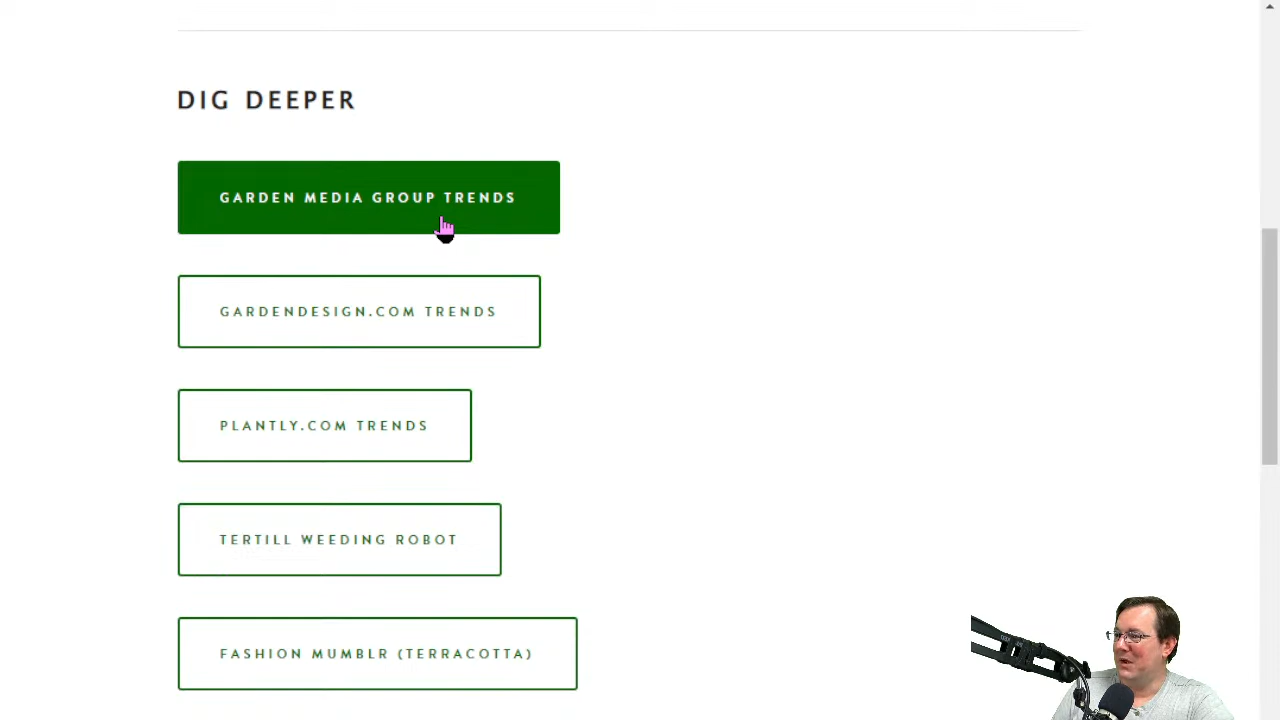 DIG DEEPER
GARDEN MEDIA GROUP TRENDS
GARDENDESIGN.COM TRENDS
PLANTLY.COM TRENDS
TERTILL WEEDING ROBOT
FASHION MUMBLR (TERRACOTTA)